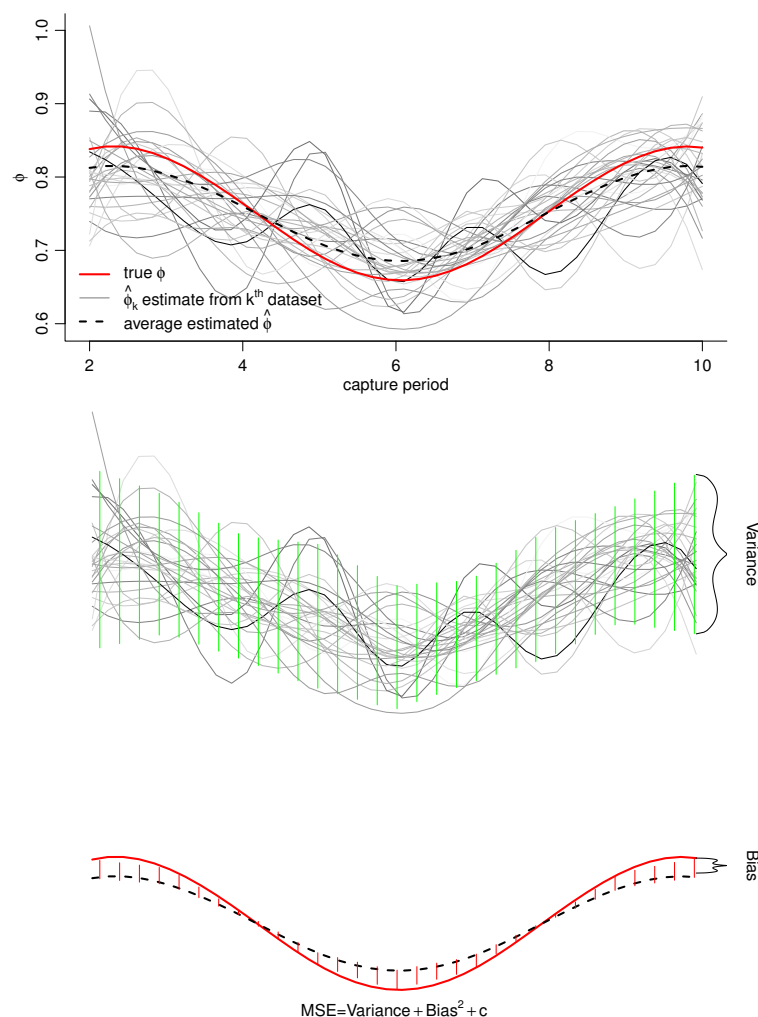 1.0
0.9
0.8
0.7
0.6
ϕ
true ϕ
ϕ̂ₖ estimate from kᵗʰ dataset
average estimated ϕ̂
2 4 6 8 10
capture period
Variance
Bias
MSE=Variance+Bias²+c